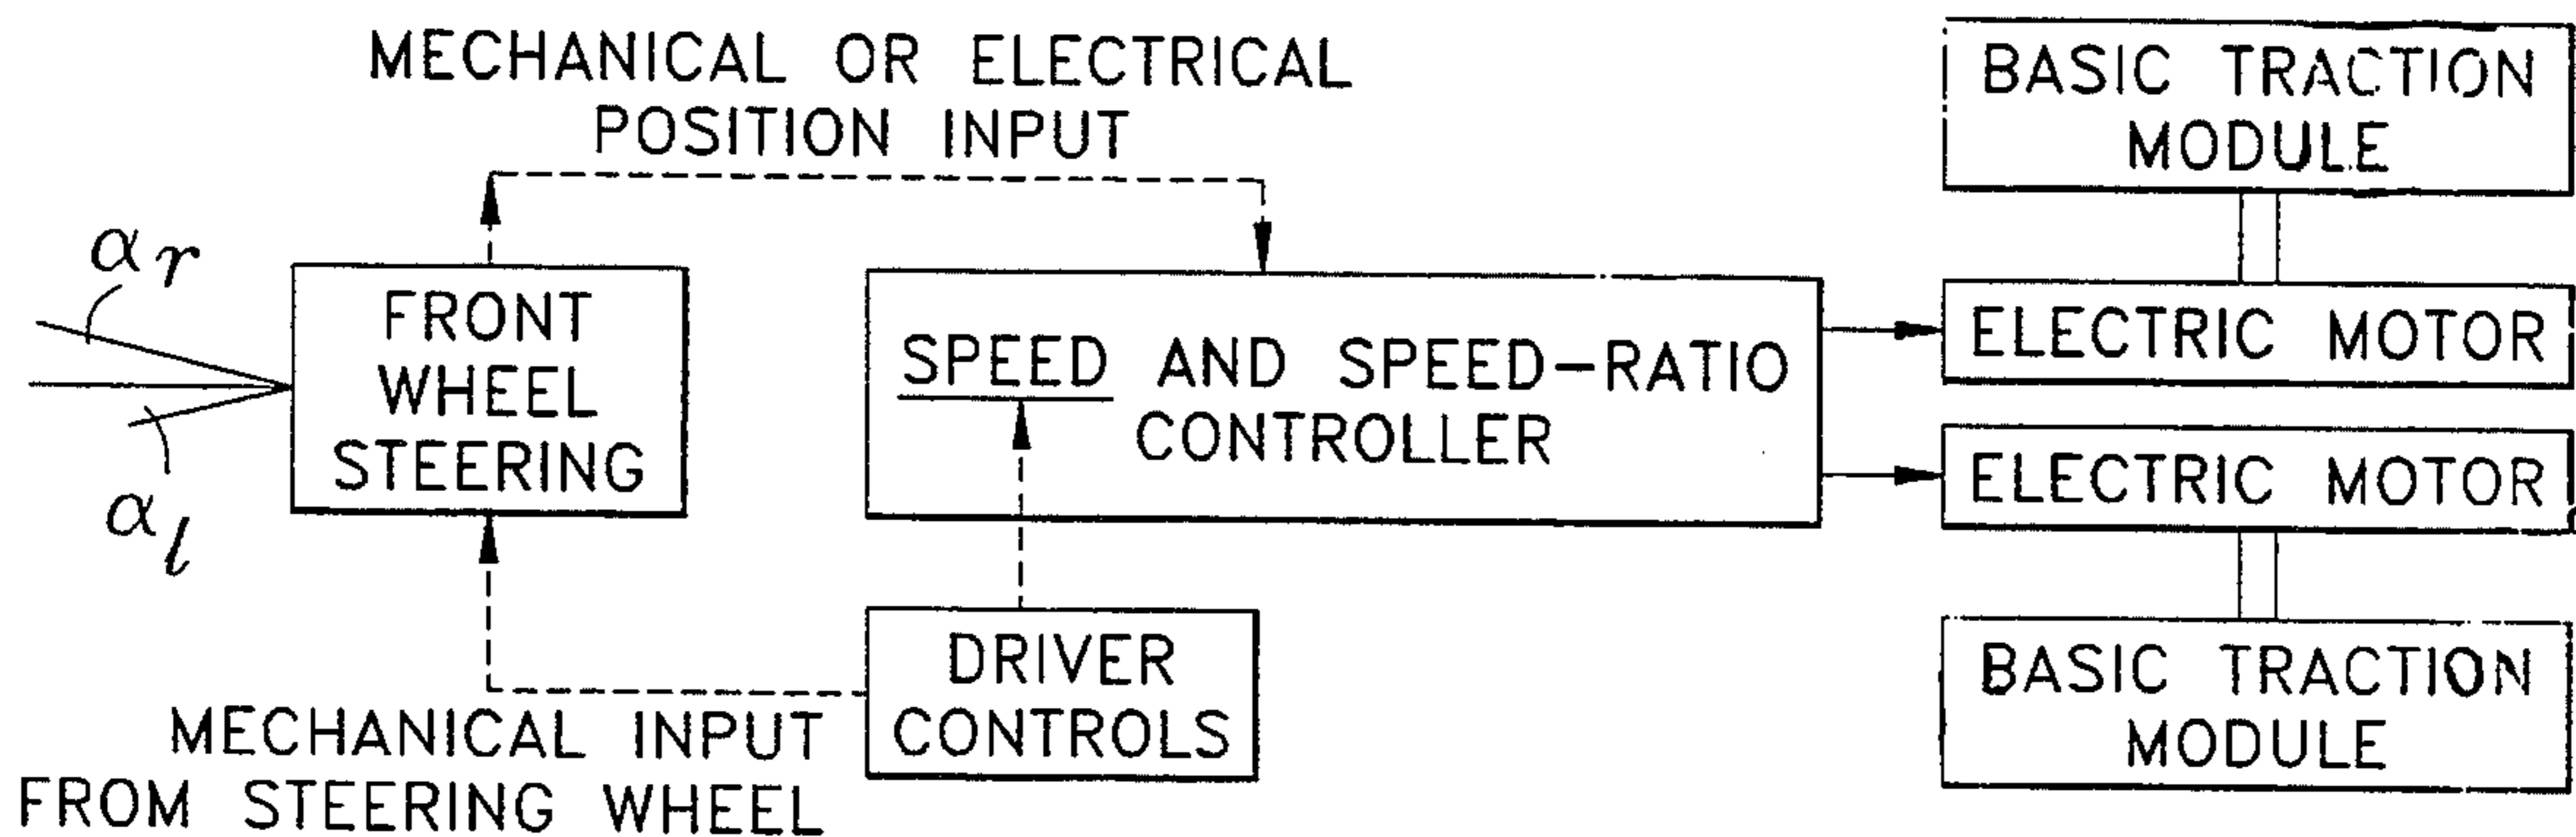 MECHANICAL OR ELECTRICAL
POSITION INPUT
BASIC TRACTION
MODULE
αr
FRONT
WHEEL
STEERING
αl
SPEED AND SPEED-RATIO
CONTROLLER
ELECTRIC MOTOR
ELECTRIC MOTOR
DRIVER
CONTROLS
MECHANICAL INPUT
FROM STEERING WHEEL
BASIC TRACTION
MODULE